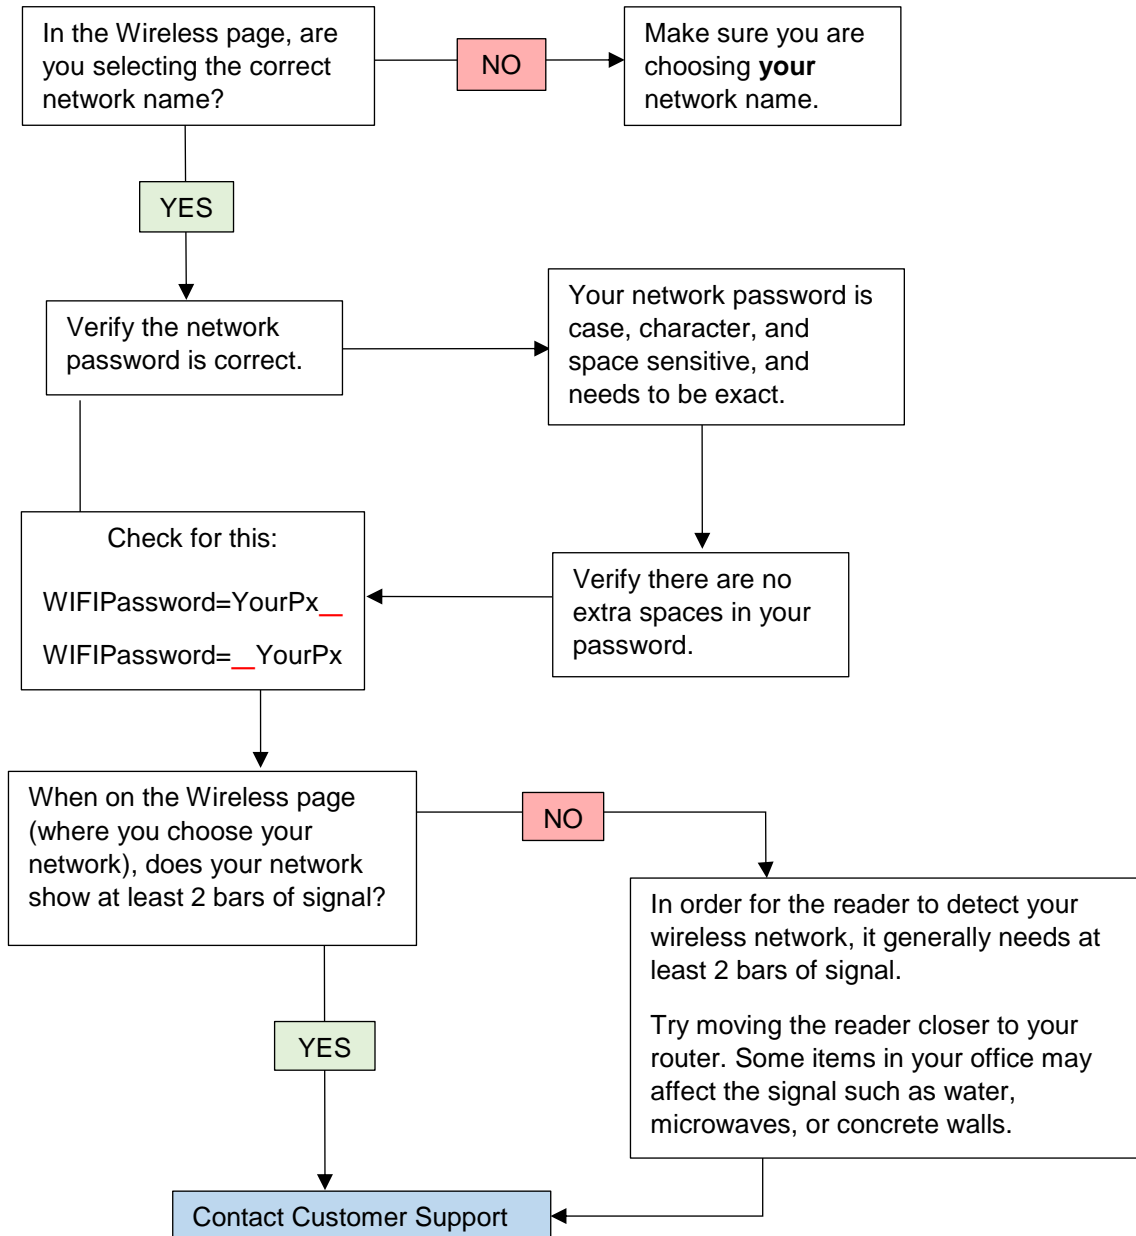 In the Wireless page, are
you selecting the correct
network name?
NO
Make sure you are
choosing your
network name.
YES
Verify the network
password is correct.
Your network password is
case, character, and
space sensitive, and
needs to be exact.
Check for this:
WIFIPassword=YourPx__
WIFIPassword=__YourPx
Verify there are no
extra spaces in your
password.
When on the Wireless page
(where you choose your
network), does your network
show at least 2 bars of signal?
NO
In order for the reader to detect your
wireless network, it generally needs at
least 2 bars of signal.
Try moving the reader closer to your
router. Some items in your office may
affect the signal such as water,
microwaves, or concrete walls.
YES
Contact Customer Support